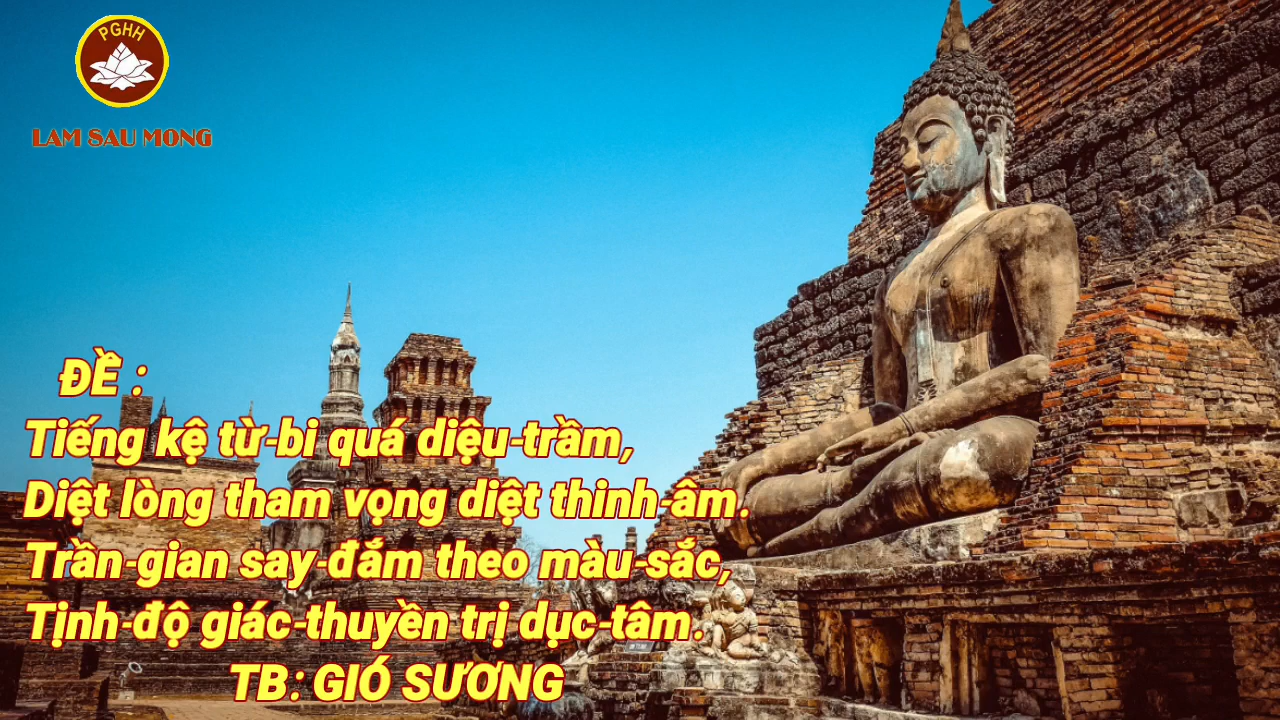 PGHH
LAM SAU MONG
ĐỀ :
Tiếng kệ từ-bi quá diệu-trầm,
Diệt lòng tham vọng diệt thinh-âm.
Trần-gian say-đắm theo màu-sắc,
Tịnh-độ giác-thuyền trị dục-tâm.
TB: GIÓ SƯƠNG